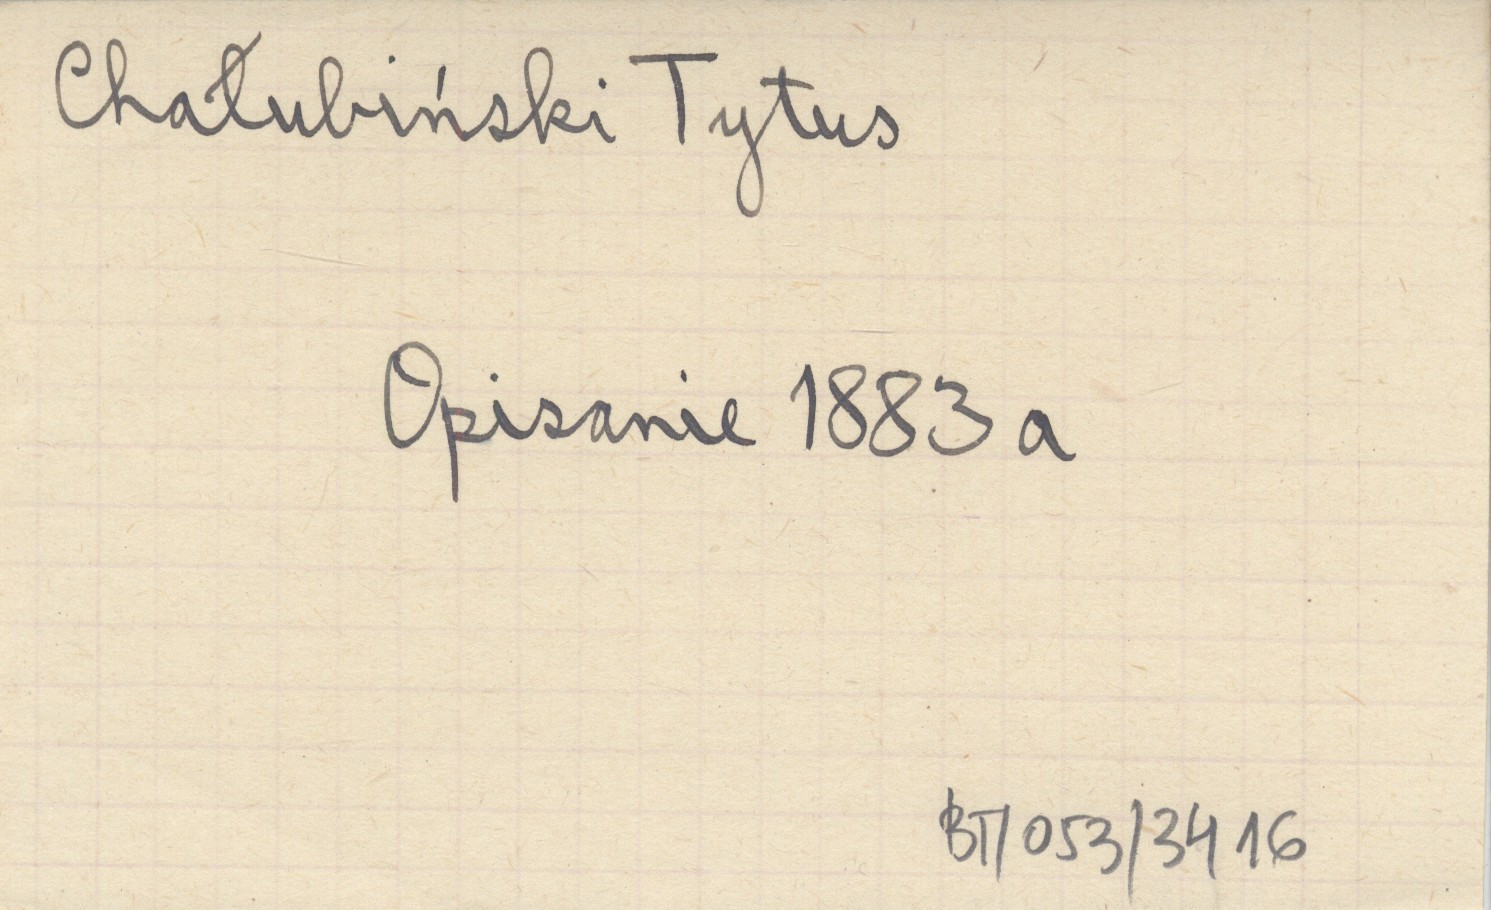 Chałubiński Tytus
Opisanie 1883 a
BT/053/3416